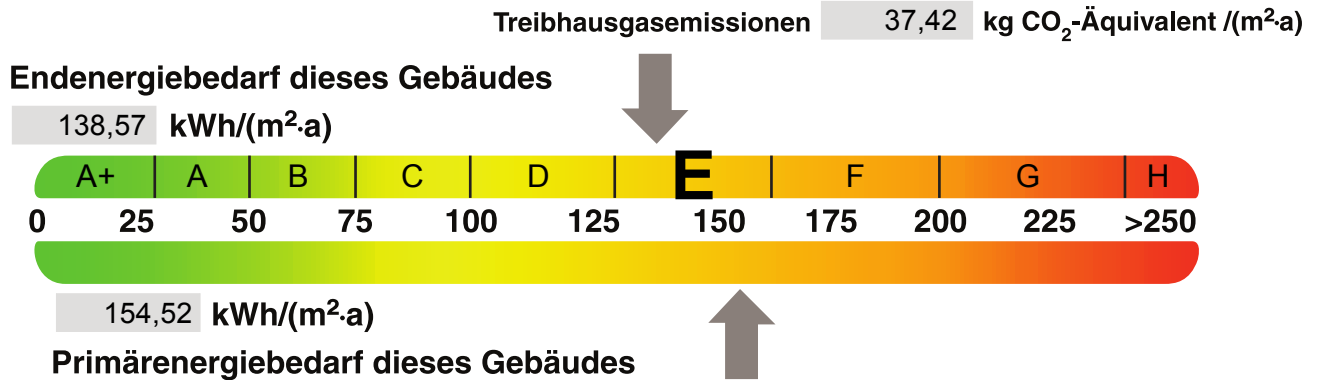 Treibhausgasemissionen 37,42 kg CO₂-Äquivalent /(m²·a)
Endenergiebedarf dieses Gebäudes
138,57 kWh/(m²·a)
A+ A B C D E F G H
0 25 50 75 100 125 150 175 200 225 >250
154,52 kWh/(m²·a)
Primärenergiebedarf dieses Gebäudes